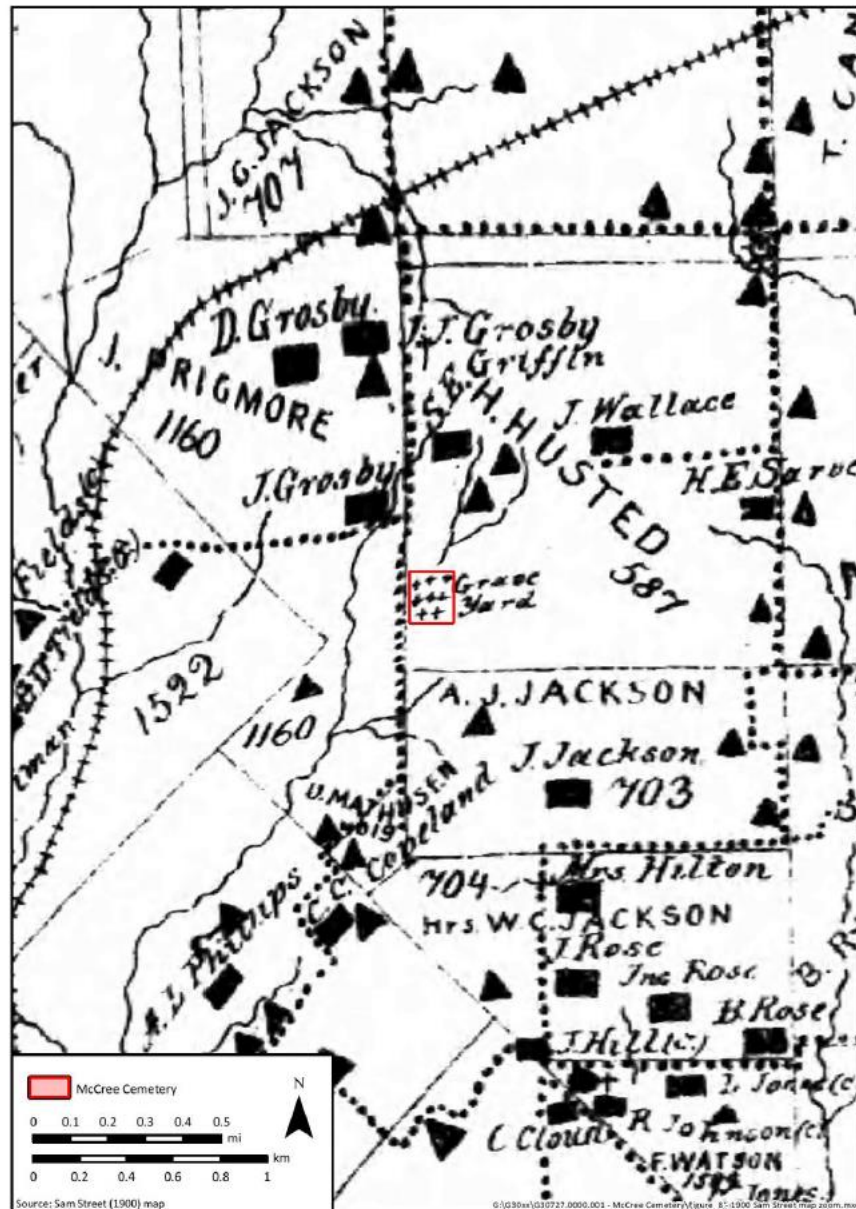 J. G. JACKSON
707
T. CAN
D. Grosby
J. J. Grosby
S. E. Griffin
J. RIGMORE
1160
H. HUSTED
587
J. Wallace
J. Grosby
H. E. Sarve
Fields (c)
Grave
Yard
1522
1160
A. J. JACKSON
J. Jackson
703
U. MATHUSEN
C. C. Copeland
704
Mrs. Hilton
Mrs. W. C. JACKSON
A. L. Phillips
J. Rose
Jno Rose
B. Rose
J. Hill (c)
I. Jones (c)
R. Johnson (c)
F. WATSON
Jones
McCree Cemetery
N
0 0.1 0.2 0.3 0.4 0.5
mi
km
0 0.2 0.4 0.6 0.8 1
Source: Sam Street (1900) map